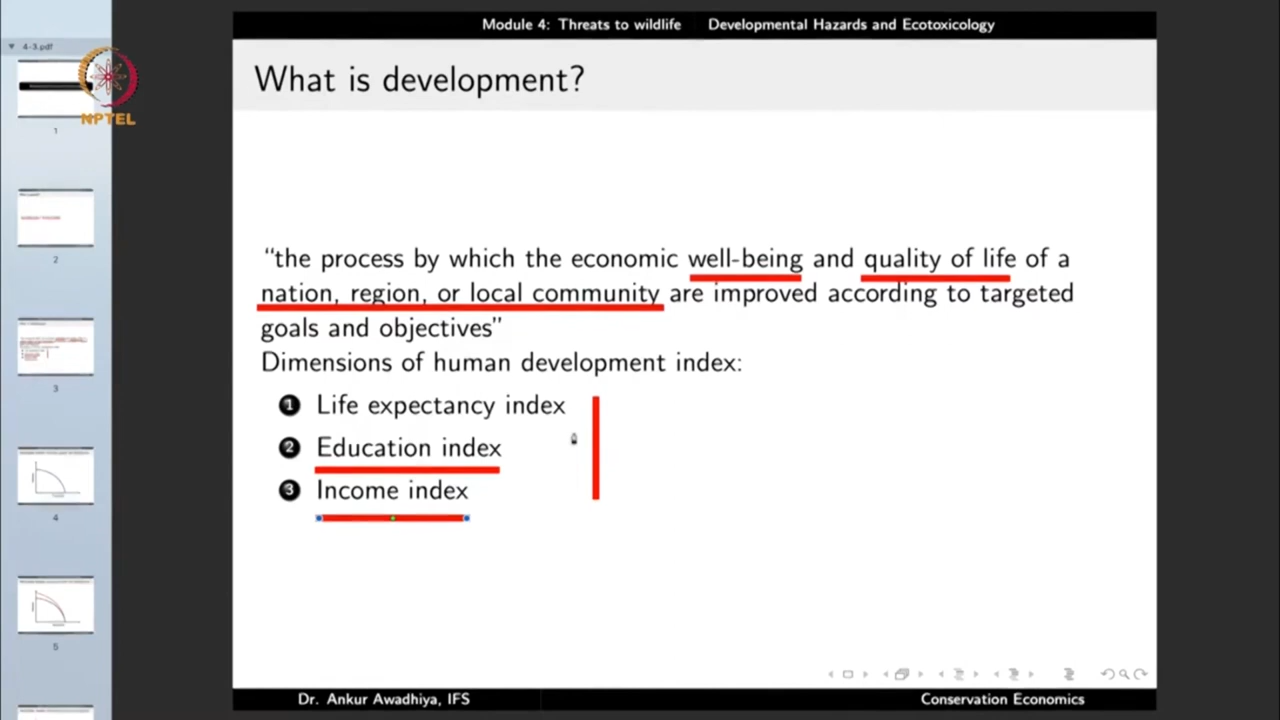 Module 4: Threats to wildlife Developmental Hazards and Ecotoxicology
4-3.pdf
NPTEL
What is development?
1
2
3
4
5
“the process by which the economic well-being and quality of life of a
nation, region, or local community are improved according to targeted
goals and objectives”
Dimensions of human development index:
1 Life expectancy index
2 Education index
3 Income index
Dr. Ankur Awadhiya, IFS Conservation Economics